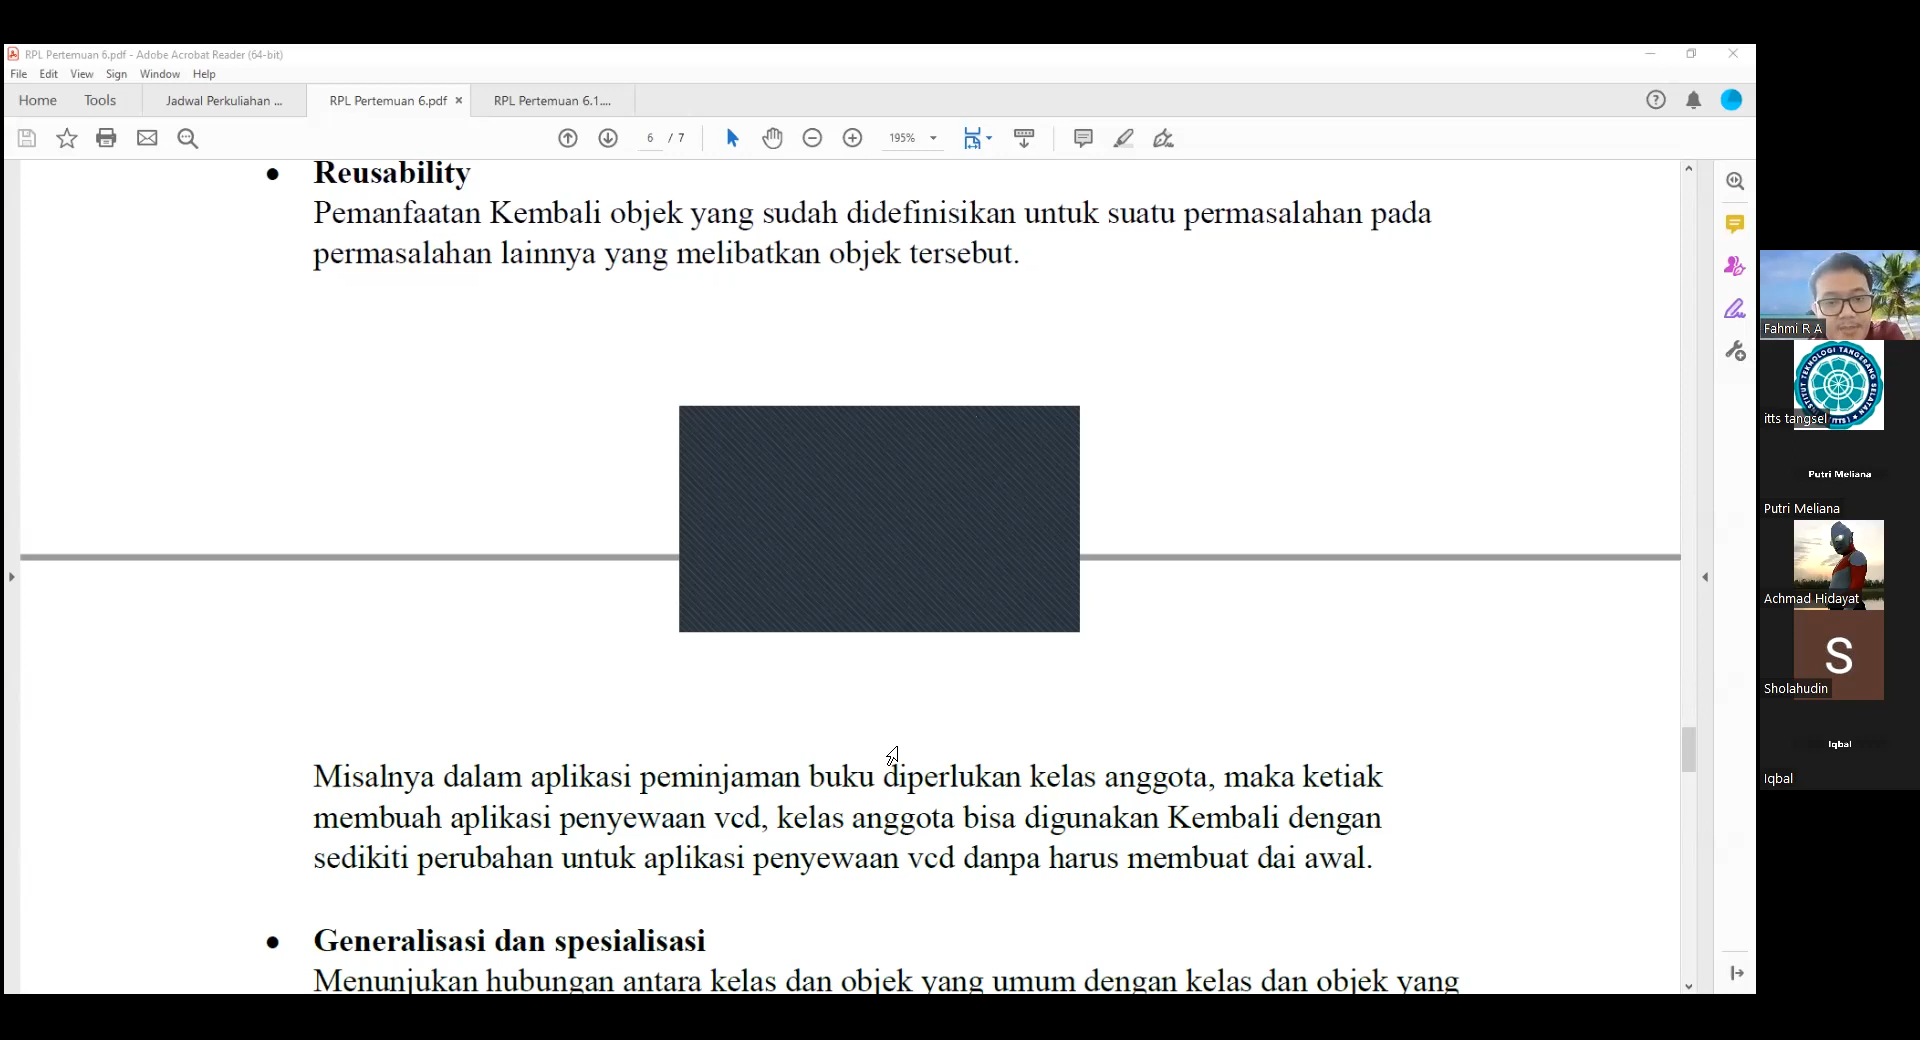 RPL Pertemuan 6.pdf - Adobe Acrobat Reader (64-bit)
File Edit View Sign Window Help
Home Tools Jadwal Perkuliahan ... RPL Pertemuan 6.pdf × RPL Pertemuan 6.1....
6 / 7 195%
Reusability
Pemanfaatan Kembali objek yang sudah didefinisikan untuk suatu permasalahan pada
permasalahan lainnya yang melibatkan objek tersebut.
Misalnya dalam aplikasi peminjaman buku diperlukan kelas anggota, maka ketiak
membuah aplikasi penyewaan vcd, kelas anggota bisa digunakan Kembali dengan
sedikiti perubahan untuk aplikasi penyewaan vcd danpa harus membuat dai awal.
Generalisasi dan spesialisasi
Menunjukan hubungan antara kelas dan objek yang umum dengan kelas dan objek yang
Fahmi R A
INSTITUT TEKNOLOGI TANGERANG SELATAN
itts tangsel
Putri Meliana
Putri Meliana
Achmad Hidayat
S
Sholahudin
Iqbal
Iqbal